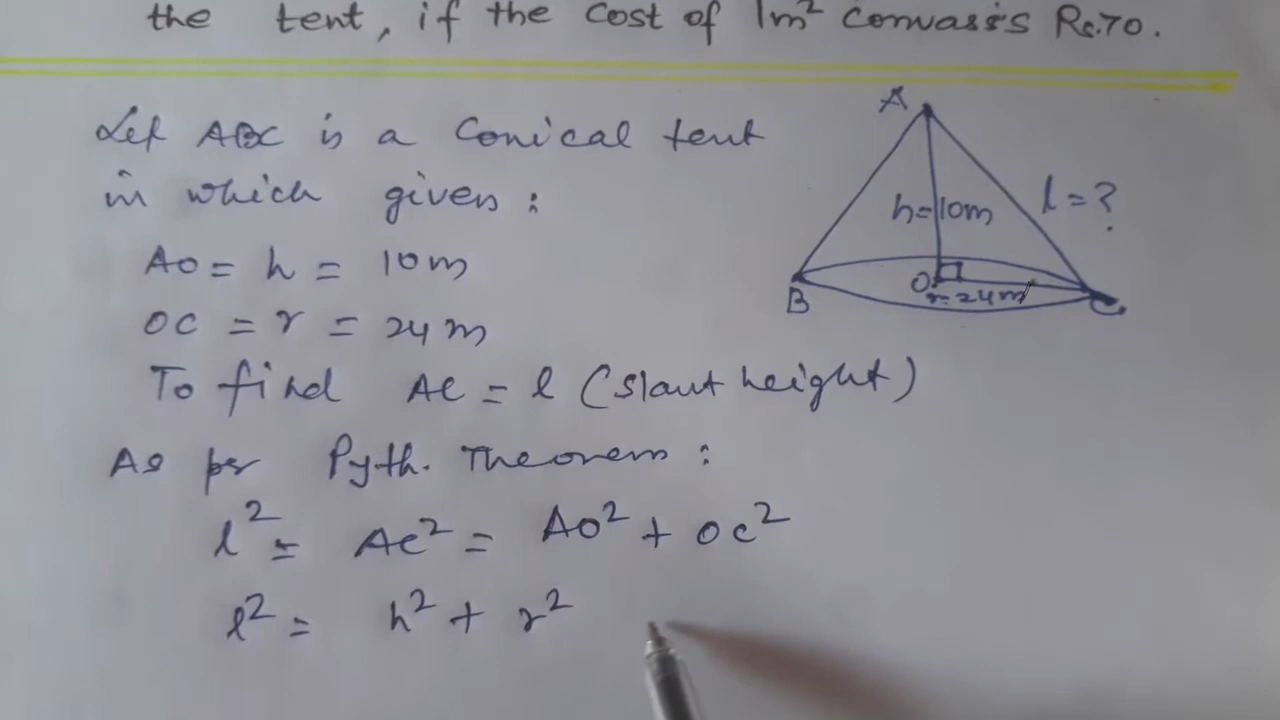 the tent, if the Cost of 1m² Convass is Rs.70.
Let ABC is a Conical tent
in which given :
AO = h = 10m
OC = r = 24 m
To find AC = l (Slant height)
As per Pyth. Theorem :
l² = AC² = AO² + OC²
l² = h² + r²
A
h=10m
l = ?
B
O
r=24m
C